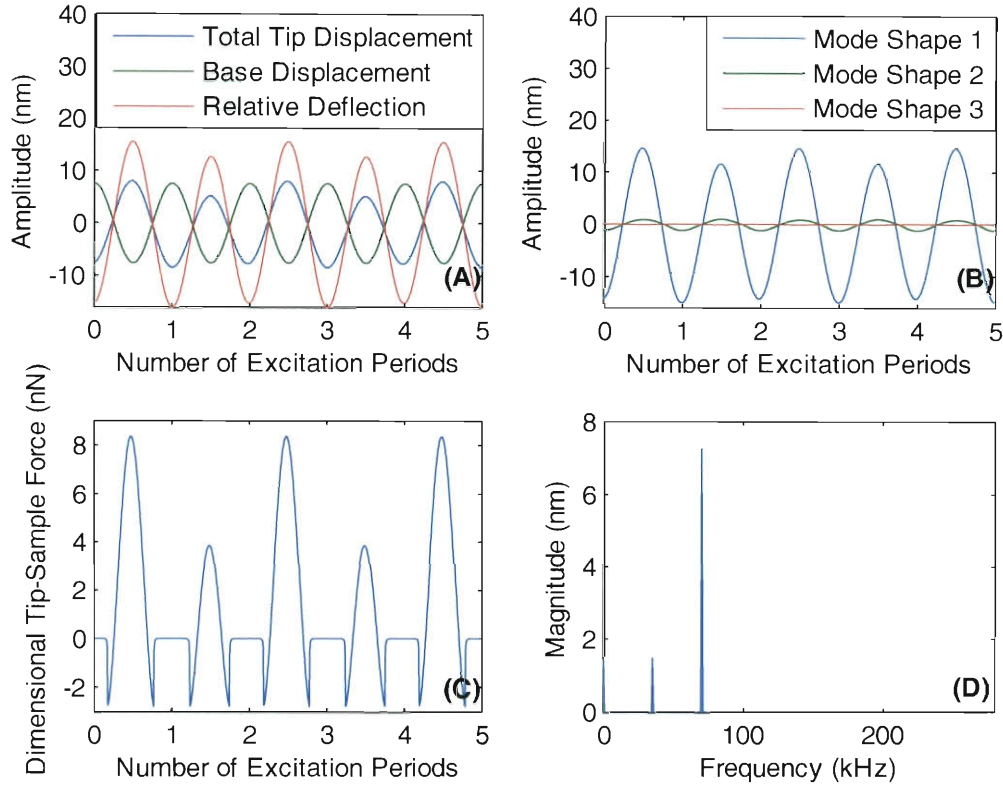 40
30
20
10
0
-10
Amplitude (nm)
Total Tip Displacement
Base Displacement
Relative Deflection
(A)
0 1 2 3 4 5
Number of Excitation Periods
40
30
20
10
0
-10
Amplitude (nm)
Mode Shape 1
Mode Shape 2
Mode Shape 3
(B)
0 1 2 3 4 5
Number of Excitation Periods
8
6
4
2
0
-2
Dimensional Tip-Sample Force (nN)
(C)
0 1 2 3 4 5
Number of Excitation Periods
8
6
4
2
0
Magnitude (nm)
(D)
0 100 200
Frequency (kHz)